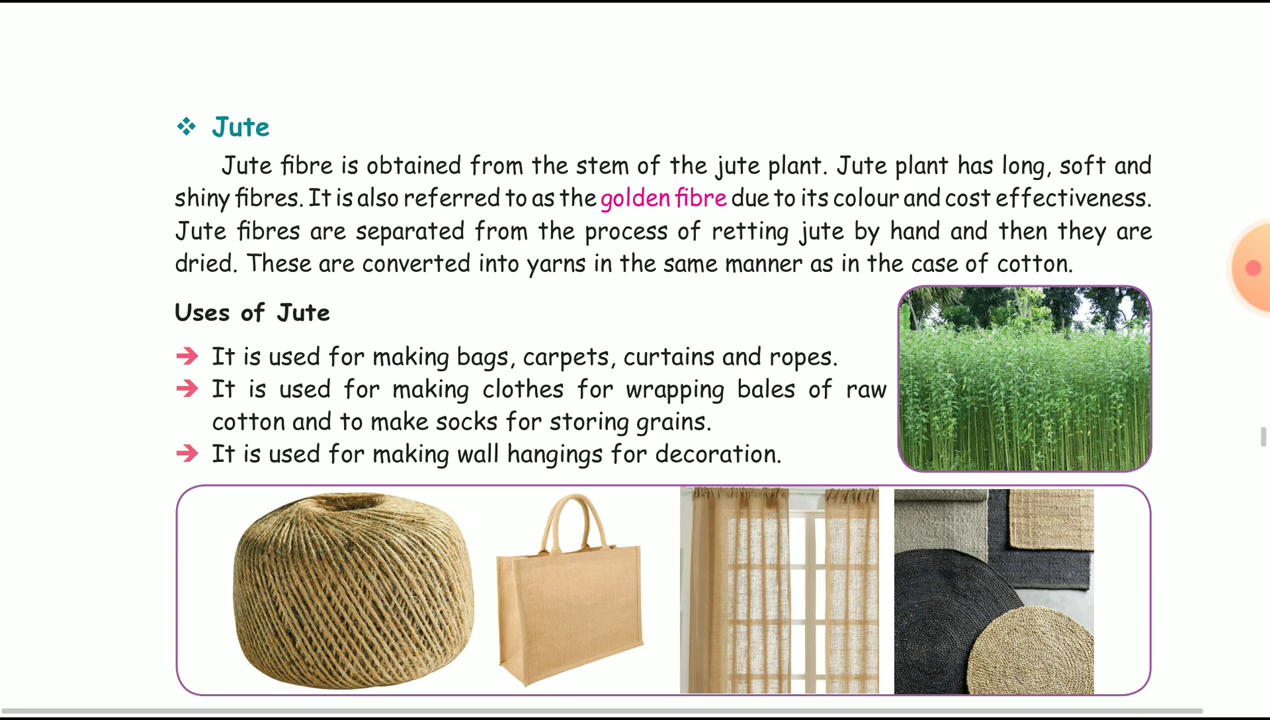 ❖ Jute
Jute fibre is obtained from the stem of the jute plant. Jute plant has long, soft and
shiny fibres. It is also referred to as the golden fibre due to its colour and cost effectiveness.
Jute fibres are separated from the process of retting jute by hand and then they are
dried. These are converted into yarns in the same manner as in the case of cotton.
Uses of Jute
➔ It is used for making bags, carpets, curtains and ropes.
➔ It is used for making clothes for wrapping bales of raw
cotton and to make socks for storing grains.
➔ It is used for making wall hangings for decoration.